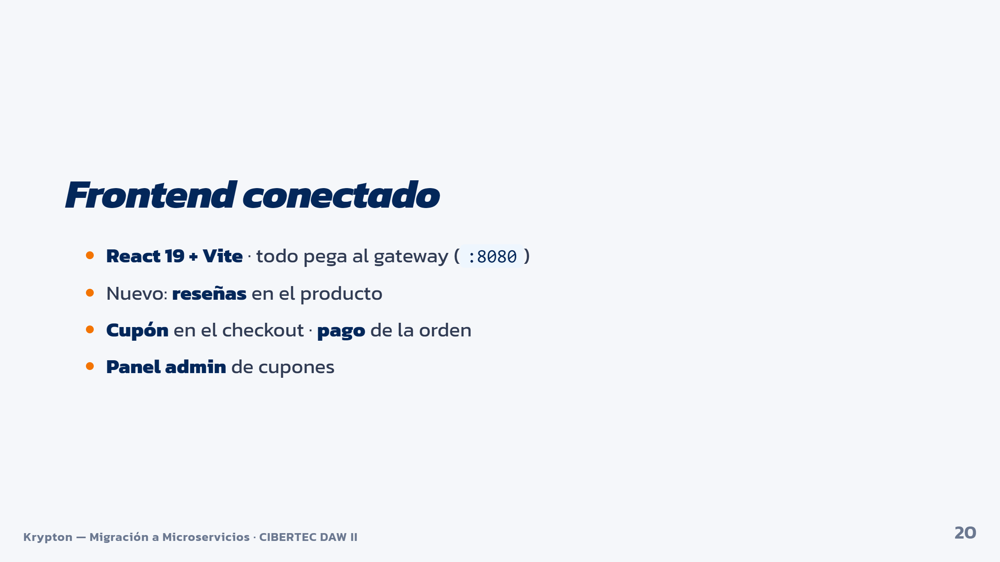 Frontend conectado
React 19 + Vite · todo pega al gateway ( :8080 )
Nuevo: reseñas en el producto
Cupón en el checkout · pago de la orden
Panel admin de cupones
Krypton — Migración a Microservicios · CIBERTEC DAW II
20